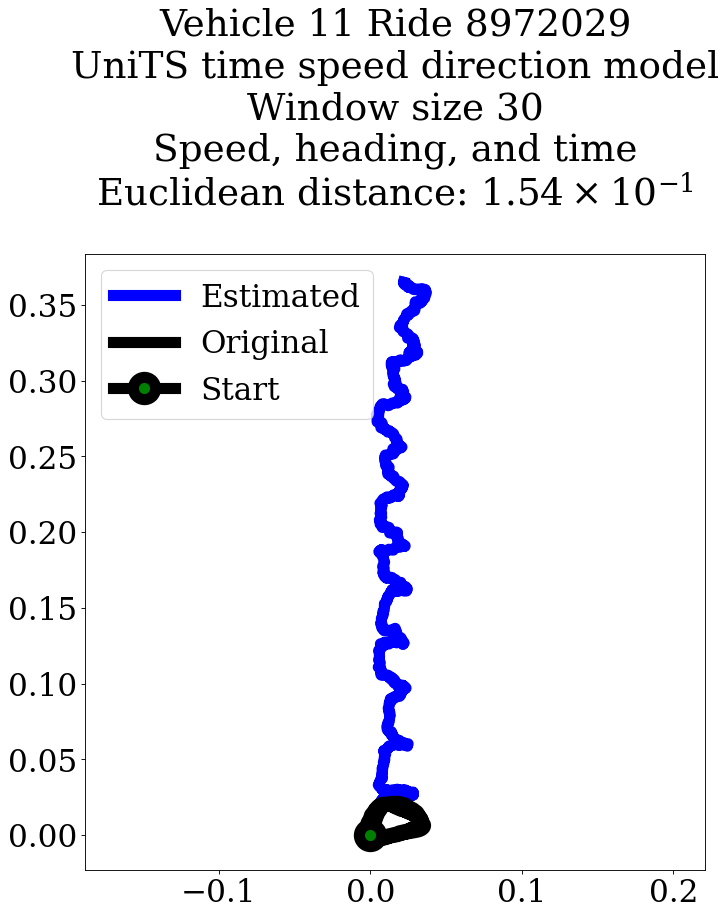 Vehicle 11 Ride 8972029
UniTS time speed direction model
Window size 30
Speed, heading, and time
Euclidean distance: 1.54 × 10⁻¹
Estimated
Original
Start
0.35
0.30
0.25
0.20
0.15
0.10
0.05
0.00
−0.1 0.0 0.1 0.2